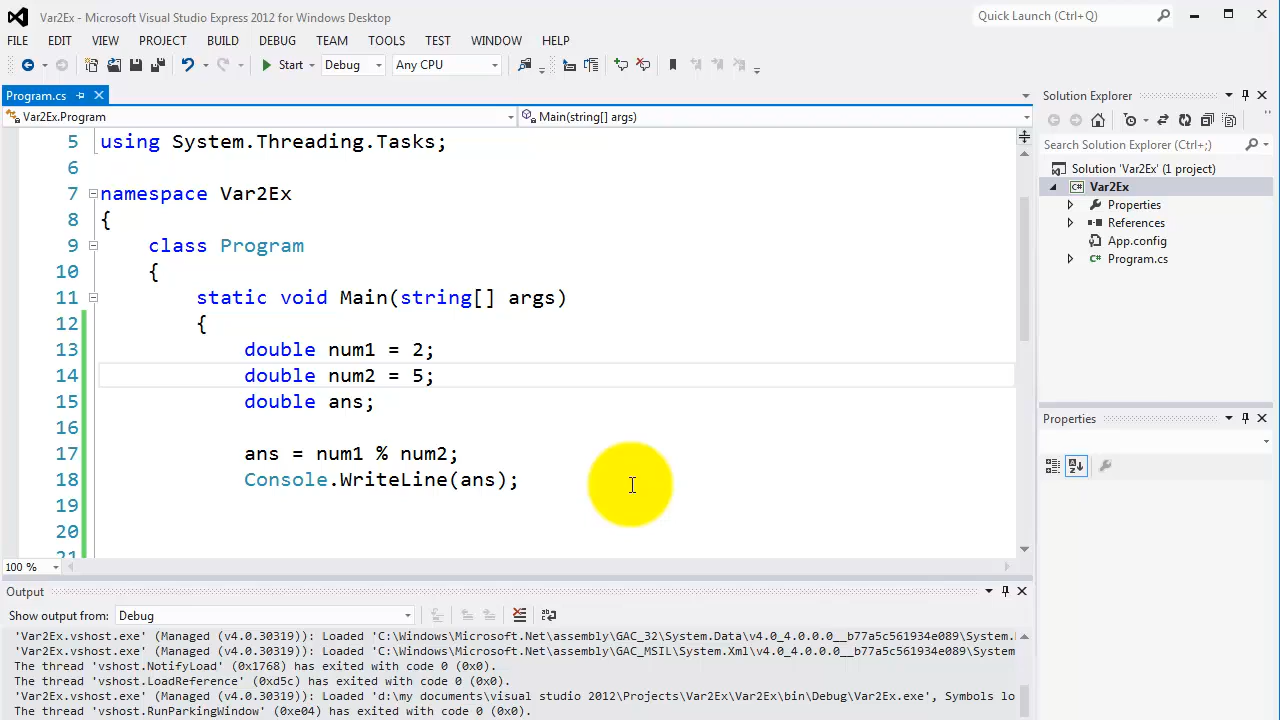 Var2Ex - Microsoft Visual Studio Express 2012 for Windows Desktop
Quick Launch (Ctrl+Q)
FILE EDIT VIEW PROJECT BUILD DEBUG TEAM TOOLS TEST WINDOW HELP
Start Debug Any CPU
Program.cs
Solution Explorer
Var2Ex.Program Main(string[] args)
Search Solution Explorer (Ctrl+;)
Solution 'Var2Ex' (1 project)
C# Var2Ex
Properties
References
App.config
C# Program.cs
5 using System.Threading.Tasks;
6
7 namespace Var2Ex
8 {
9 class Program
10 {
11 static void Main(string[] args)
12 {
13 double num1 = 2;
14 double num2 = 5;
15 double ans;
16
17 ans = num1 % num2;
18 Console.WriteLine(ans);
19
20
21
Properties
100 %
Output
Show output from: Debug
'Var2Ex.vshost.exe' (Managed (v4.0.30319)): Loaded 'C:\Windows\Microsoft.Net\assembly\GAC_32\System.Data\v4.0_4.0.0.0__b77a5c561934e089\System.
'Var2Ex.vshost.exe' (Managed (v4.0.30319)): Loaded 'C:\Windows\Microsoft.Net\assembly\GAC_MSIL\System.Xml\v4.0_4.0.0.0__b77a5c561934e089\System
The thread 'vshost.NotifyLoad' (0x1768) has exited with code 0 (0x0).
The thread 'vshost.LoadReference' (0xd5c) has exited with code 0 (0x0).
'Var2Ex.vshost.exe' (Managed (v4.0.30319)): Loaded 'd:\my documents\visual studio 2012\Projects\Var2Ex\Var2Ex\bin\Debug\Var2Ex.exe', Symbols lo
The thread 'vshost.RunParkingWindow' (0xe04) has exited with code 0 (0x0).